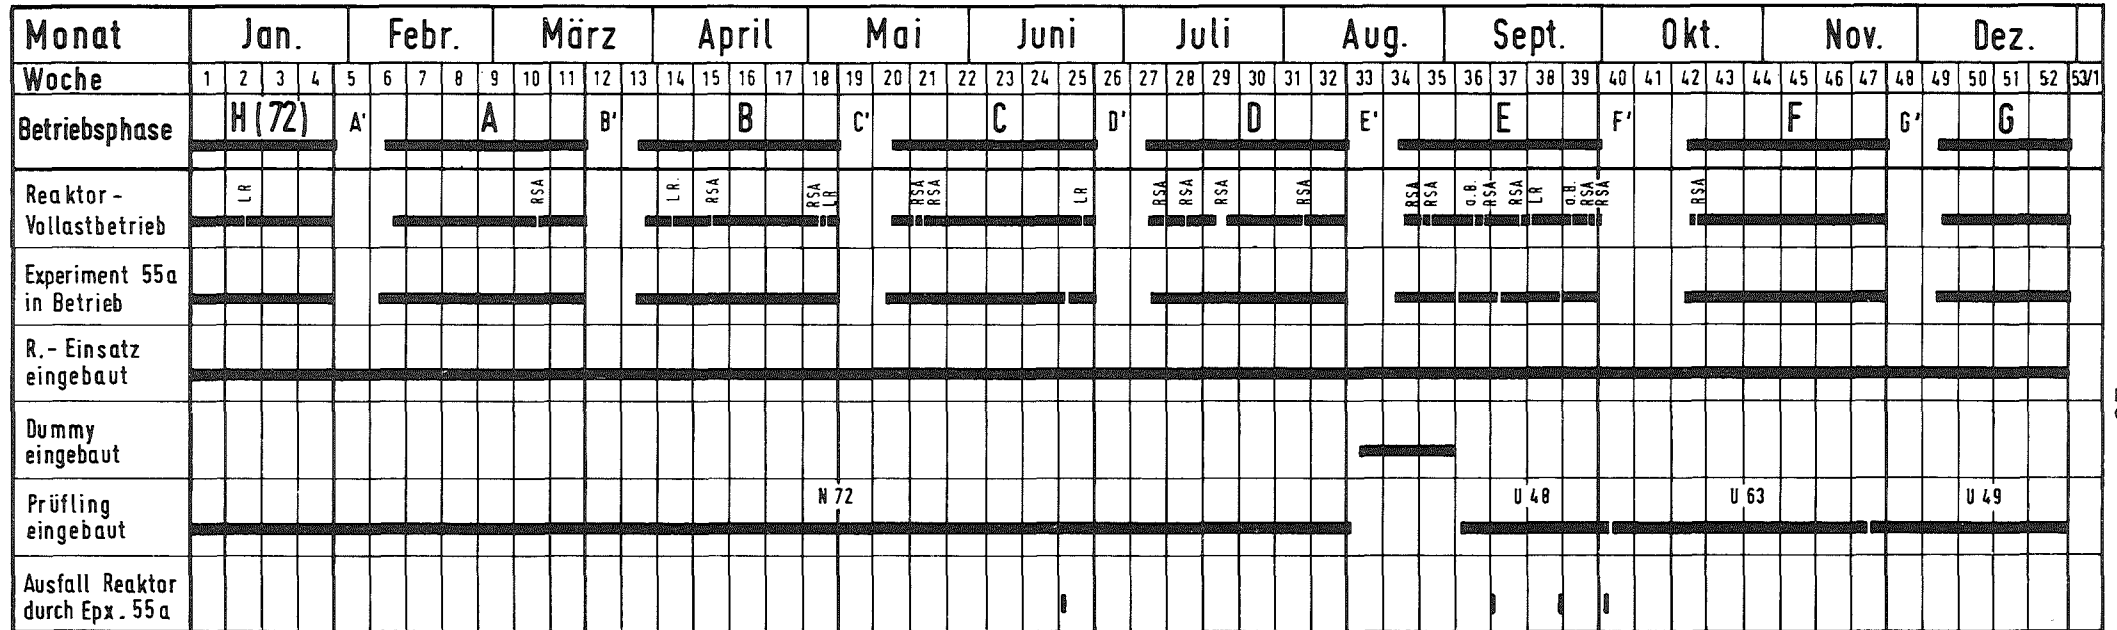 Monat Jan. Febr. März April Mai Juni Juli Aug. Sept. Okt. Nov. Dez.
Woche 1 2 3 4 5 6 7 8 9 10 11 12 13 14 15 16 17 18 19 20 21 22 23 24 25 26 27 28 29 30 31 32 33 34 35 36 37 38 39 40 41 42 43 44 45 46 47 48 49 50 51 52 53/1
Betriebsphase H (72) A' A B' B C' C D' D E' E F' F G' G
LR RSA L.R. RSA RSA LR RSA RSA LR RSA RSA RSA RSA RSA RSA a.B. RSA RSA LR a.B. RSA RSA RSA
Reaktor-
Vollastbetrieb
Experiment 55a
in Betrieb
R.-Einsatz
eingebaut
Dummy
eingebaut
Prüfling N 72 U 48 U 63 U 49
eingebaut
Ausfall Reaktor
durch Epx. 55a